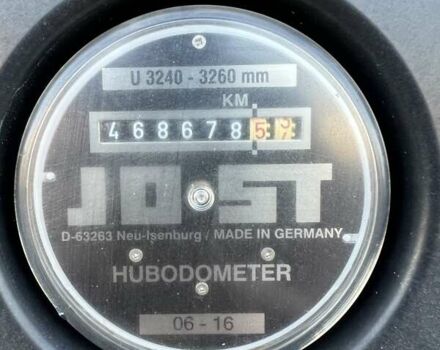 U 3240 - 3260 mm
KM
4686785
JOST
D-63263 Neu-Isenburg / MADE IN GERMANY
HUBODOMETER
06 - 16